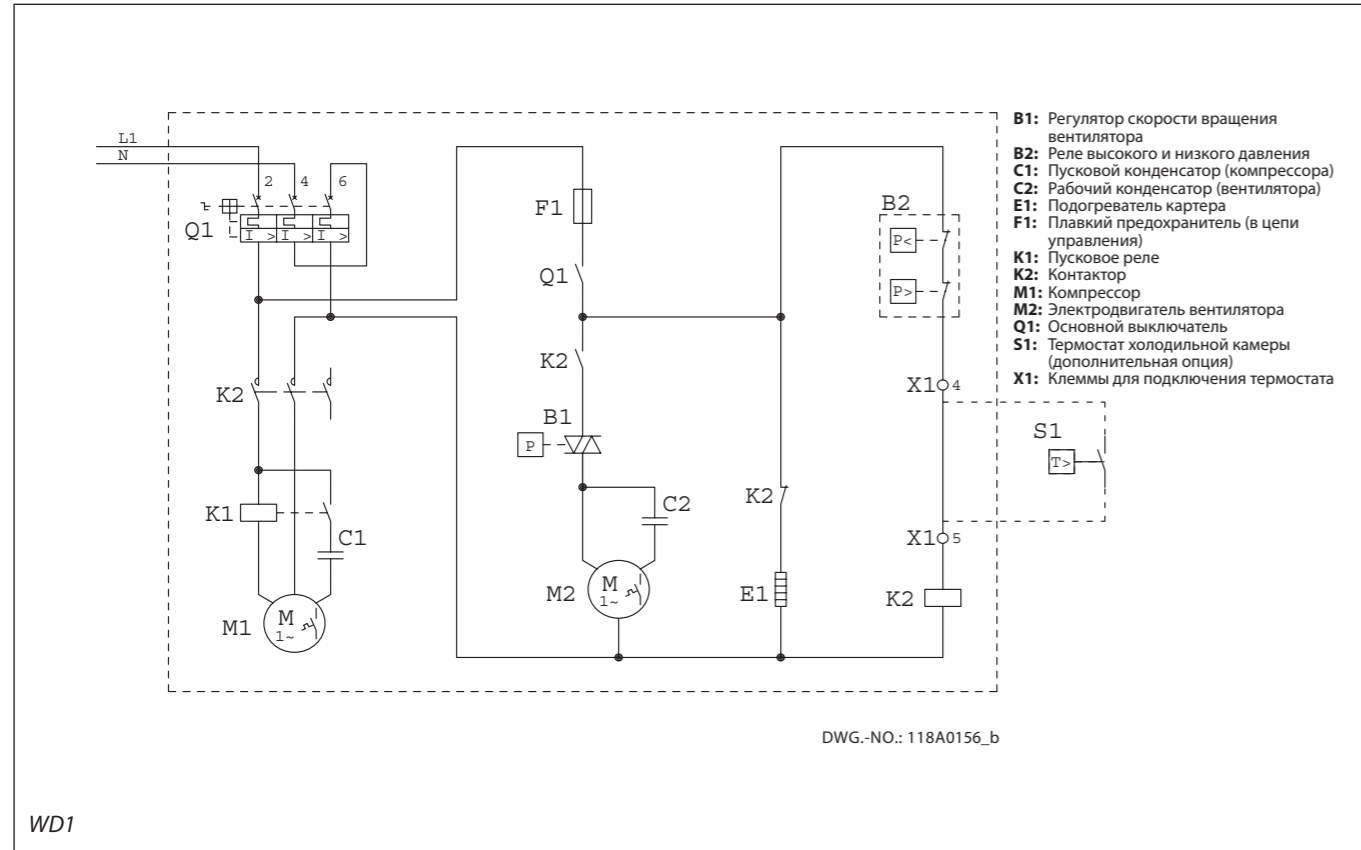 L1
N
2 4 6
Q1
I > I > I >
K2
K1
C1
M1
M
1~
F1
Q1
K2
B1
P
C2
M2
M
1~
K2
E1
B2
P<
P>
X1 4
S1
T>
X1 5
K2
B1: Регулятор скорости вращения
вентилятора
B2: Реле высокого и низкого давления
C1: Пусковой конденсатор (компрессора)
C2: Рабочий конденсатор (вентилятора)
E1: Подогреватель картера
F1: Плавкий предохранитель (в цепи
управления)
K1: Пусковое реле
K2: Контактор
M1: Компрессор
M2: Электродвигатель вентилятора
Q1: Основной выключатель
S1: Термостат холодильной камеры
(дополнительная опция)
X1: Клеммы для подключения термостата
DWG.-NO.: 118A0156_b
WD1